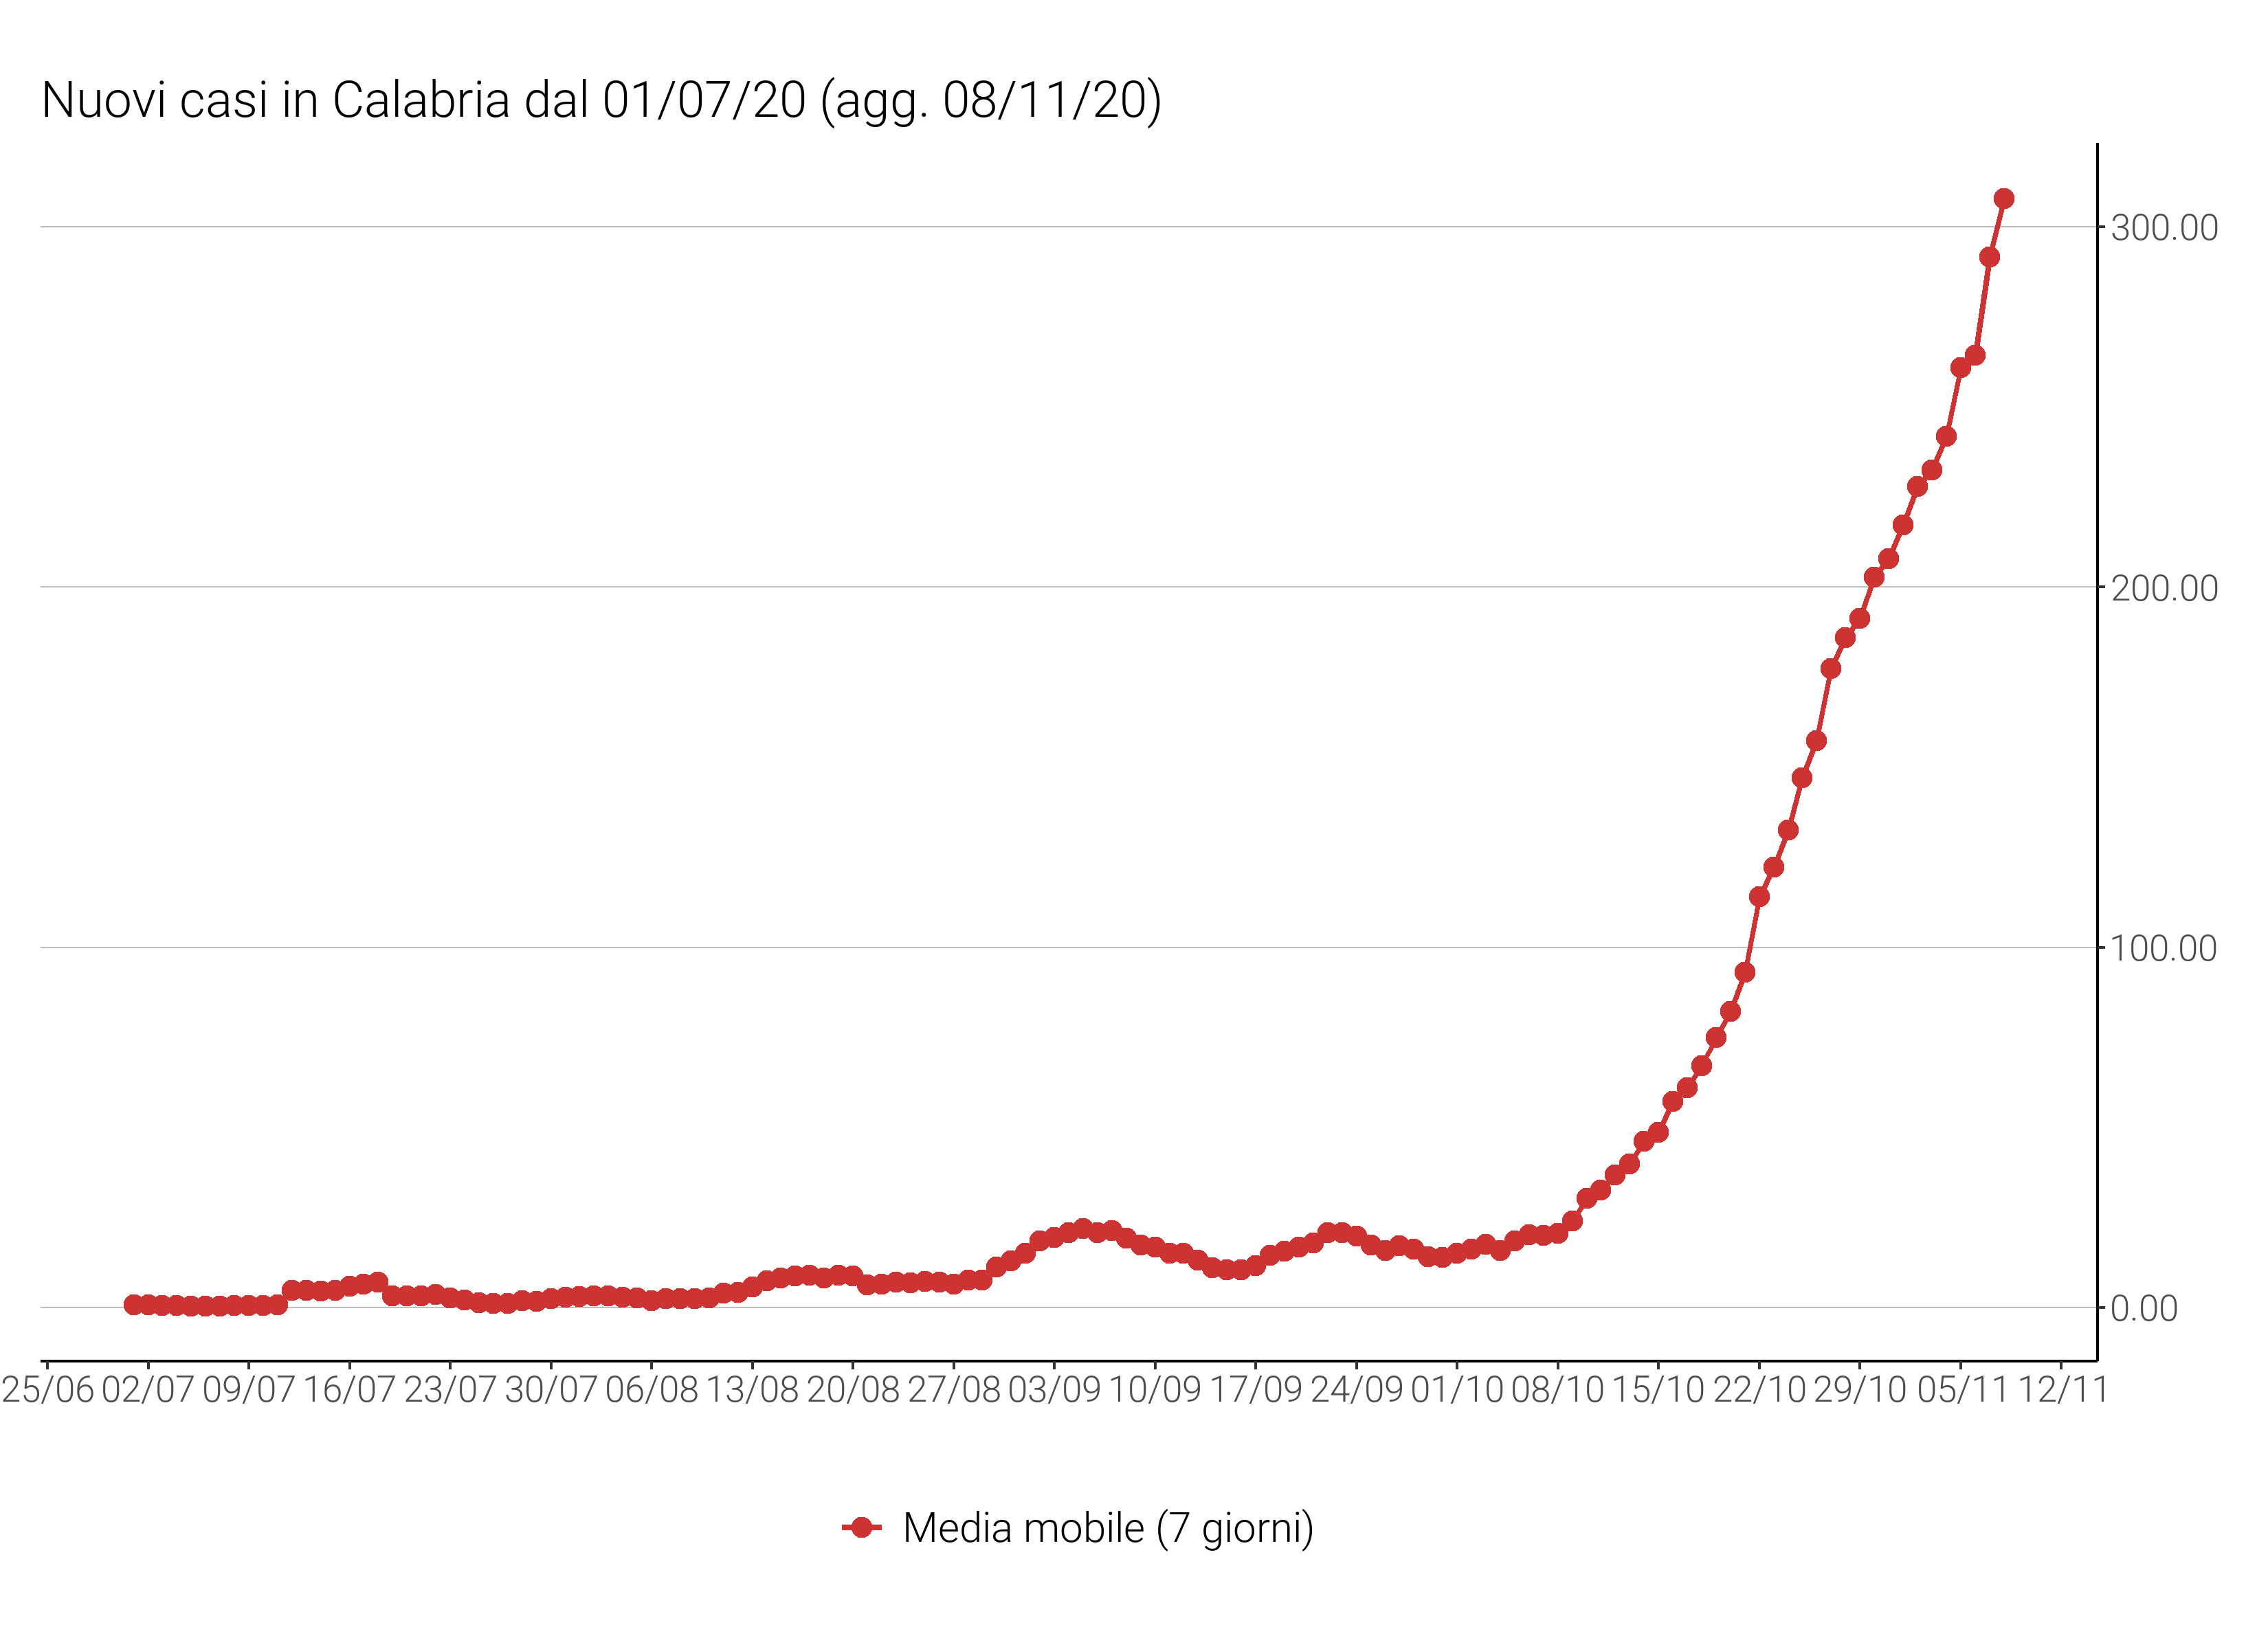 Nuovi casi in Calabria dal 01/07/20 (agg. 08/11/20)
300.00
200.00
100.00
0.00
25/06 02/07 09/07 16/07 23/07 30/07 06/08 13/08 20/08 27/08 03/09 10/09 17/09 24/09 01/10 08/10 15/10 22/10 29/10 05/11 12/11
Media mobile (7 giorni)